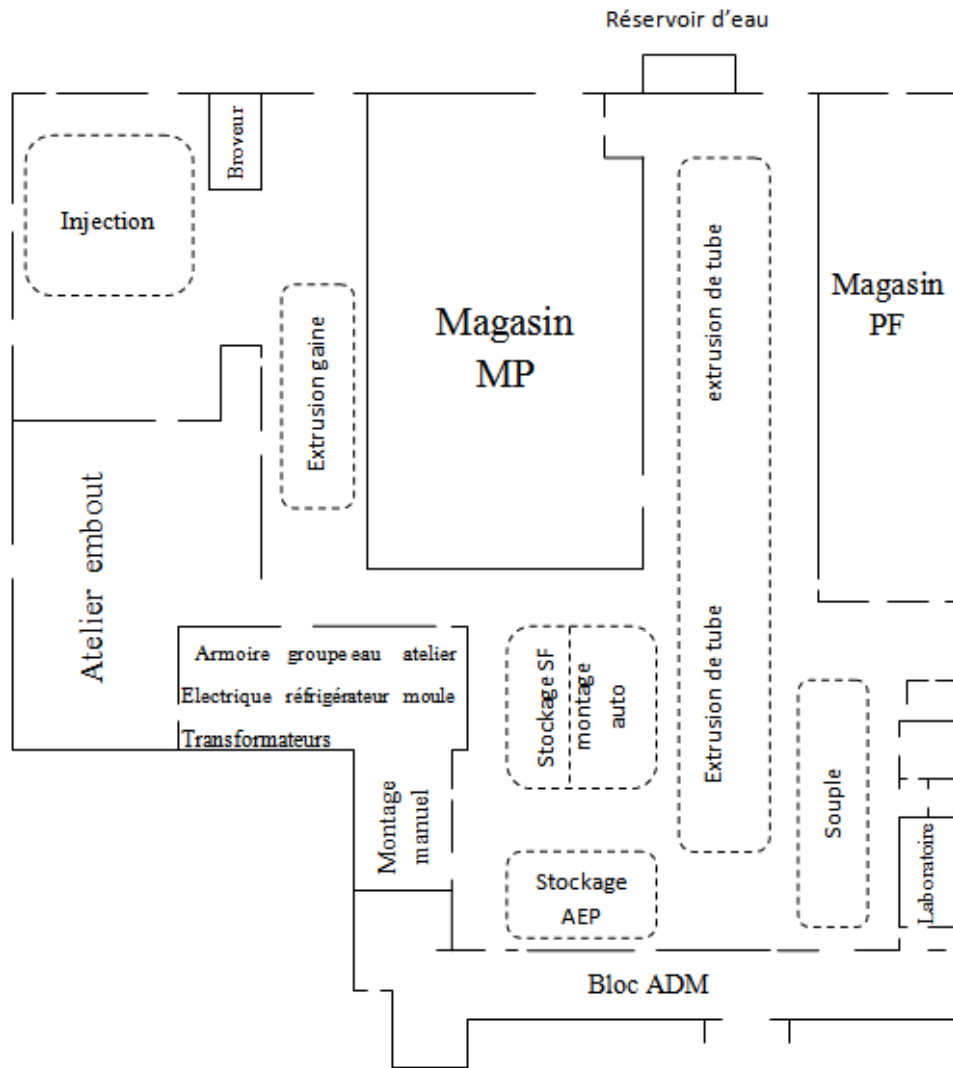 Réservoir d'eau
Broveur
Injection
Extrusion gaine
Magasin
MP
extrusion de tube
Magasin
PF
Atelier embout
Armoire groupe eau atelier
Electrique réfrigérateur moule
Transformateurs
Stockage SF
montage
auto
Extrusion de tube
Souple
Montage
manuel
Stockage
AEP
Laboratoire
Bloc ADM